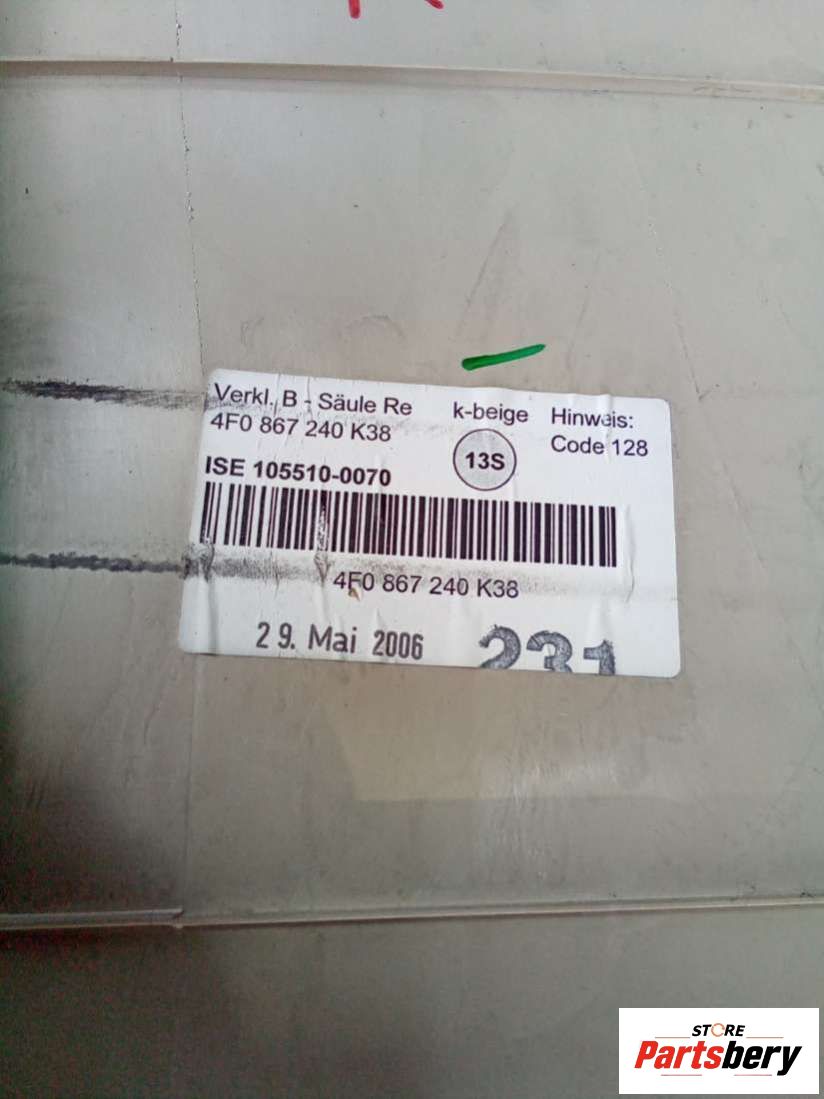 Verkl. B - Säule Re
4F0 867 240 K38
k-beige
13S
Hinweis:
Code 128
ISE 105510-0070
4F0 867 240 K38
29. Mai 2006
231
STORE
Partsbery